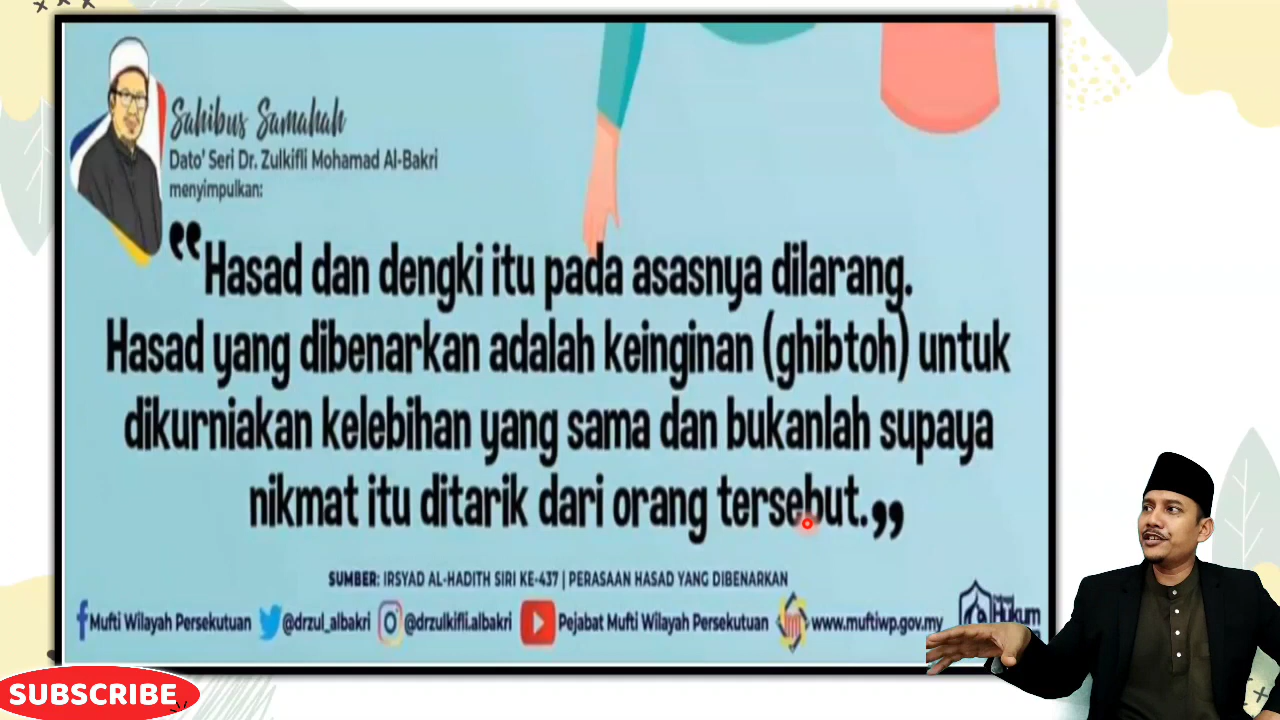 Sahibus Samahah
Dato' Seri Dr. Zulkifli Mohamad Al-Bakri
menyimpulkan:
"Hasad dan dengki itu pada asasnya dilarang.
Hasad yang dibenarkan adalah keinginan (ghibtoh) untuk
dikurniakan kelebihan yang sama dan bukanlah supaya
nikmat itu ditarik dari orang tersebut."
SUMBER: IRSYAD AL-HADITH SIRI KE-437 | PERASAAN HASAD YANG DIBENARKAN
Mufti Wilayah Persekutuan @drzul_albakri @drzulkifli.albakri Pejabat Mufti Wilayah Persekutuan www.muftiwp.gov.my
Hukum
SUBSCRIBE